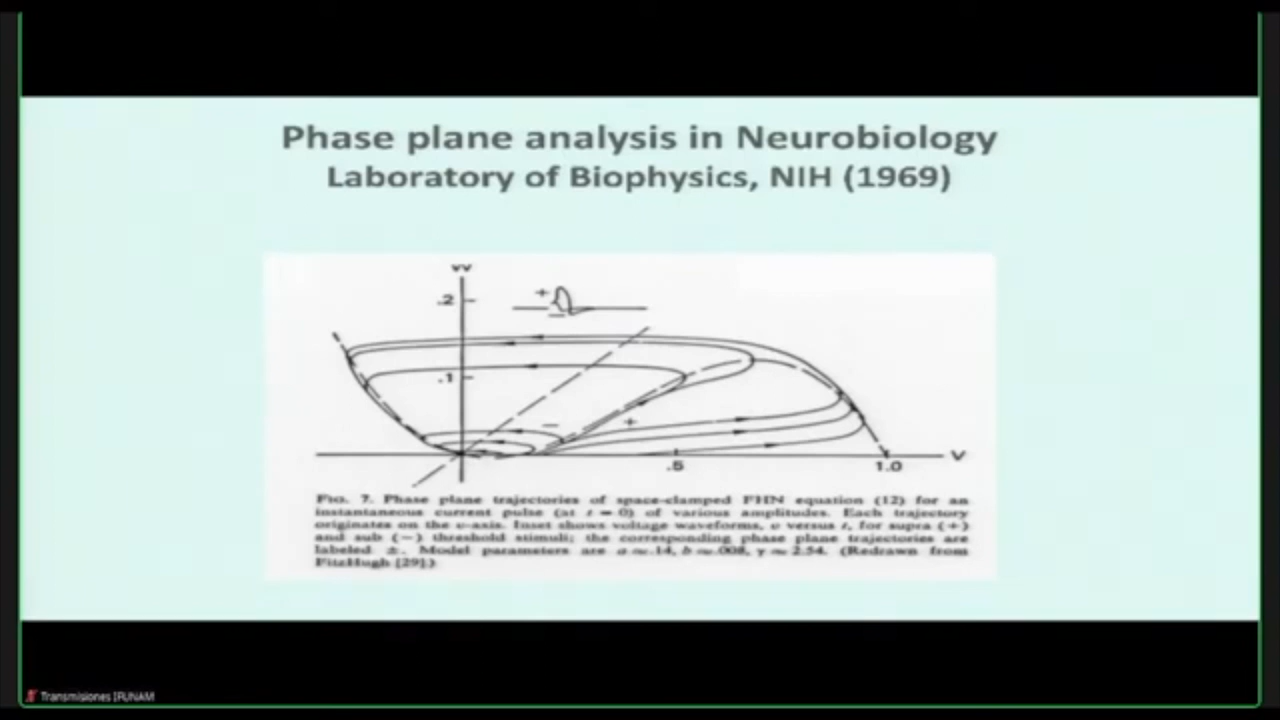 Phase plane analysis in Neurobiology
Laboratory of Biophysics, NIH (1969)
W
.2
+
−
.1
−
+
.5
1.0
V
FIG. 7. Phase plane trajectories of space-clamped FHN equation (12) for an
instantaneous current pulse (at t = 0) of various amplitudes. Each trajectory
originates on the v-axis. Inset shows voltage waveforms, v versus t, for supra (+)
and sub (−) threshold stimuli; the corresponding phase plane trajectories are
labeled ±. Model parameters are a = .14, b = .008, γ = 2.54. (Redrawn from
FitzHugh [29].)
Transmisiones IFUNAM